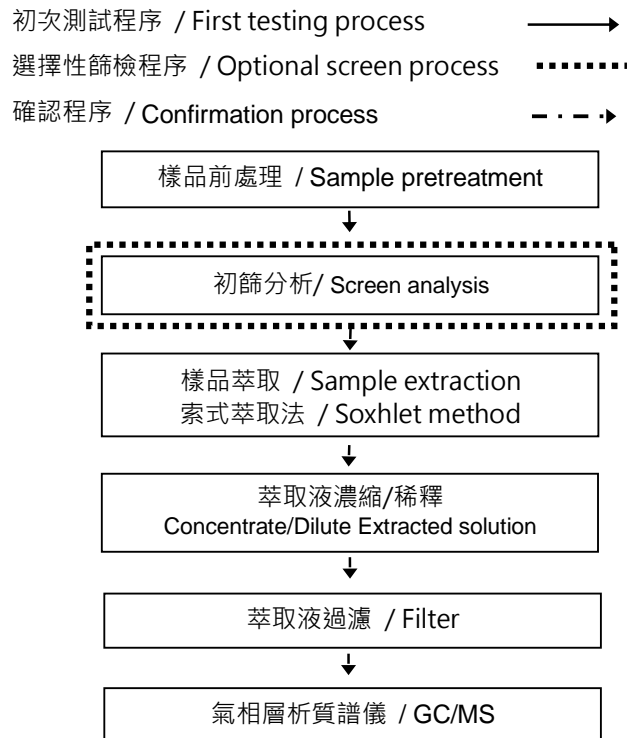 初次測試程序 / First testing process
選擇性篩檢程序 / Optional screen process
確認程序 / Confirmation process
樣品前處理 / Sample pretreatment
初篩分析/ Screen analysis
樣品萃取 / Sample extraction
索式萃取法 / Soxhlet method
萃取液濃縮/稀釋
Concentrate/Dilute Extracted solution
萃取液過濾 / Filter
氣相層析質譜儀 / GC/MS